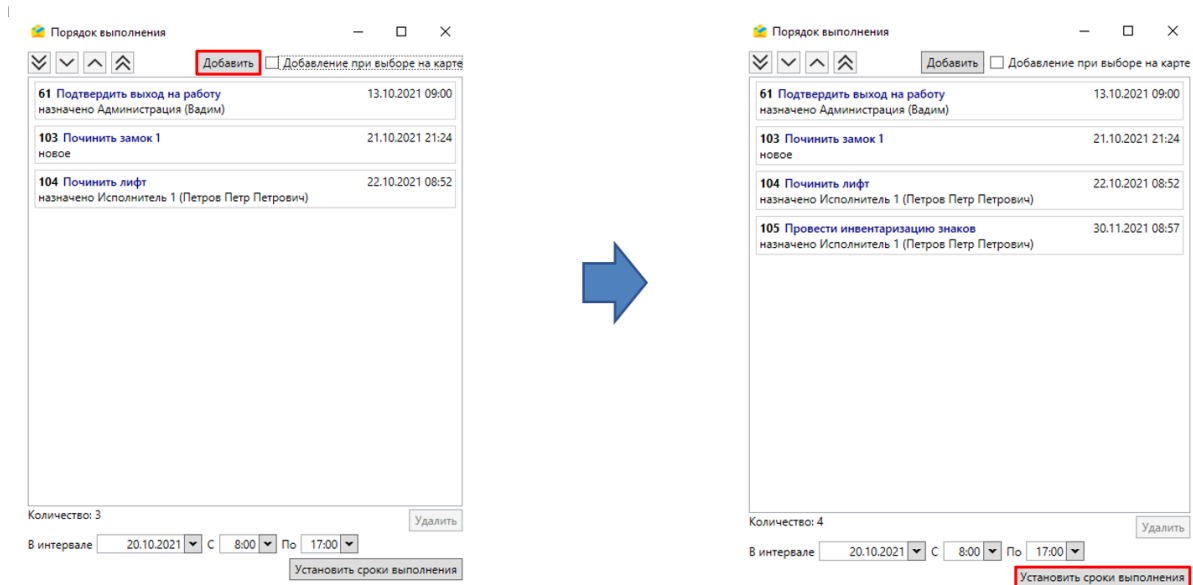 Порядок выполнения
Добавить Добавление при выборе на карте
61 Подтвердить выход на работу 13.10.2021 09:00
назначено Администрация (Вадим)
103 Починить замок 1 21.10.2021 21:24
новое
104 Починить лифт 22.10.2021 08:52
назначено Исполнитель 1 (Петров Петр Петрович)
Количество: 3
Удалить
В интервале 20.10.2021 С 8:00 По 17:00
Установить сроки выполнения
Порядок выполнения
Добавить Добавление при выборе на карте
61 Подтвердить выход на работу 13.10.2021 09:00
назначено Администрация (Вадим)
103 Починить замок 1 21.10.2021 21:24
новое
104 Починить лифт 22.10.2021 08:52
назначено Исполнитель 1 (Петров Петр Петрович)
105 Провести инвентаризацию знаков 30.11.2021 08:57
назначено Исполнитель 1 (Петров Петр Петрович)
Количество: 4
Удалить
В интервале 20.10.2021 С 8:00 По 17:00
Установить сроки выполнения